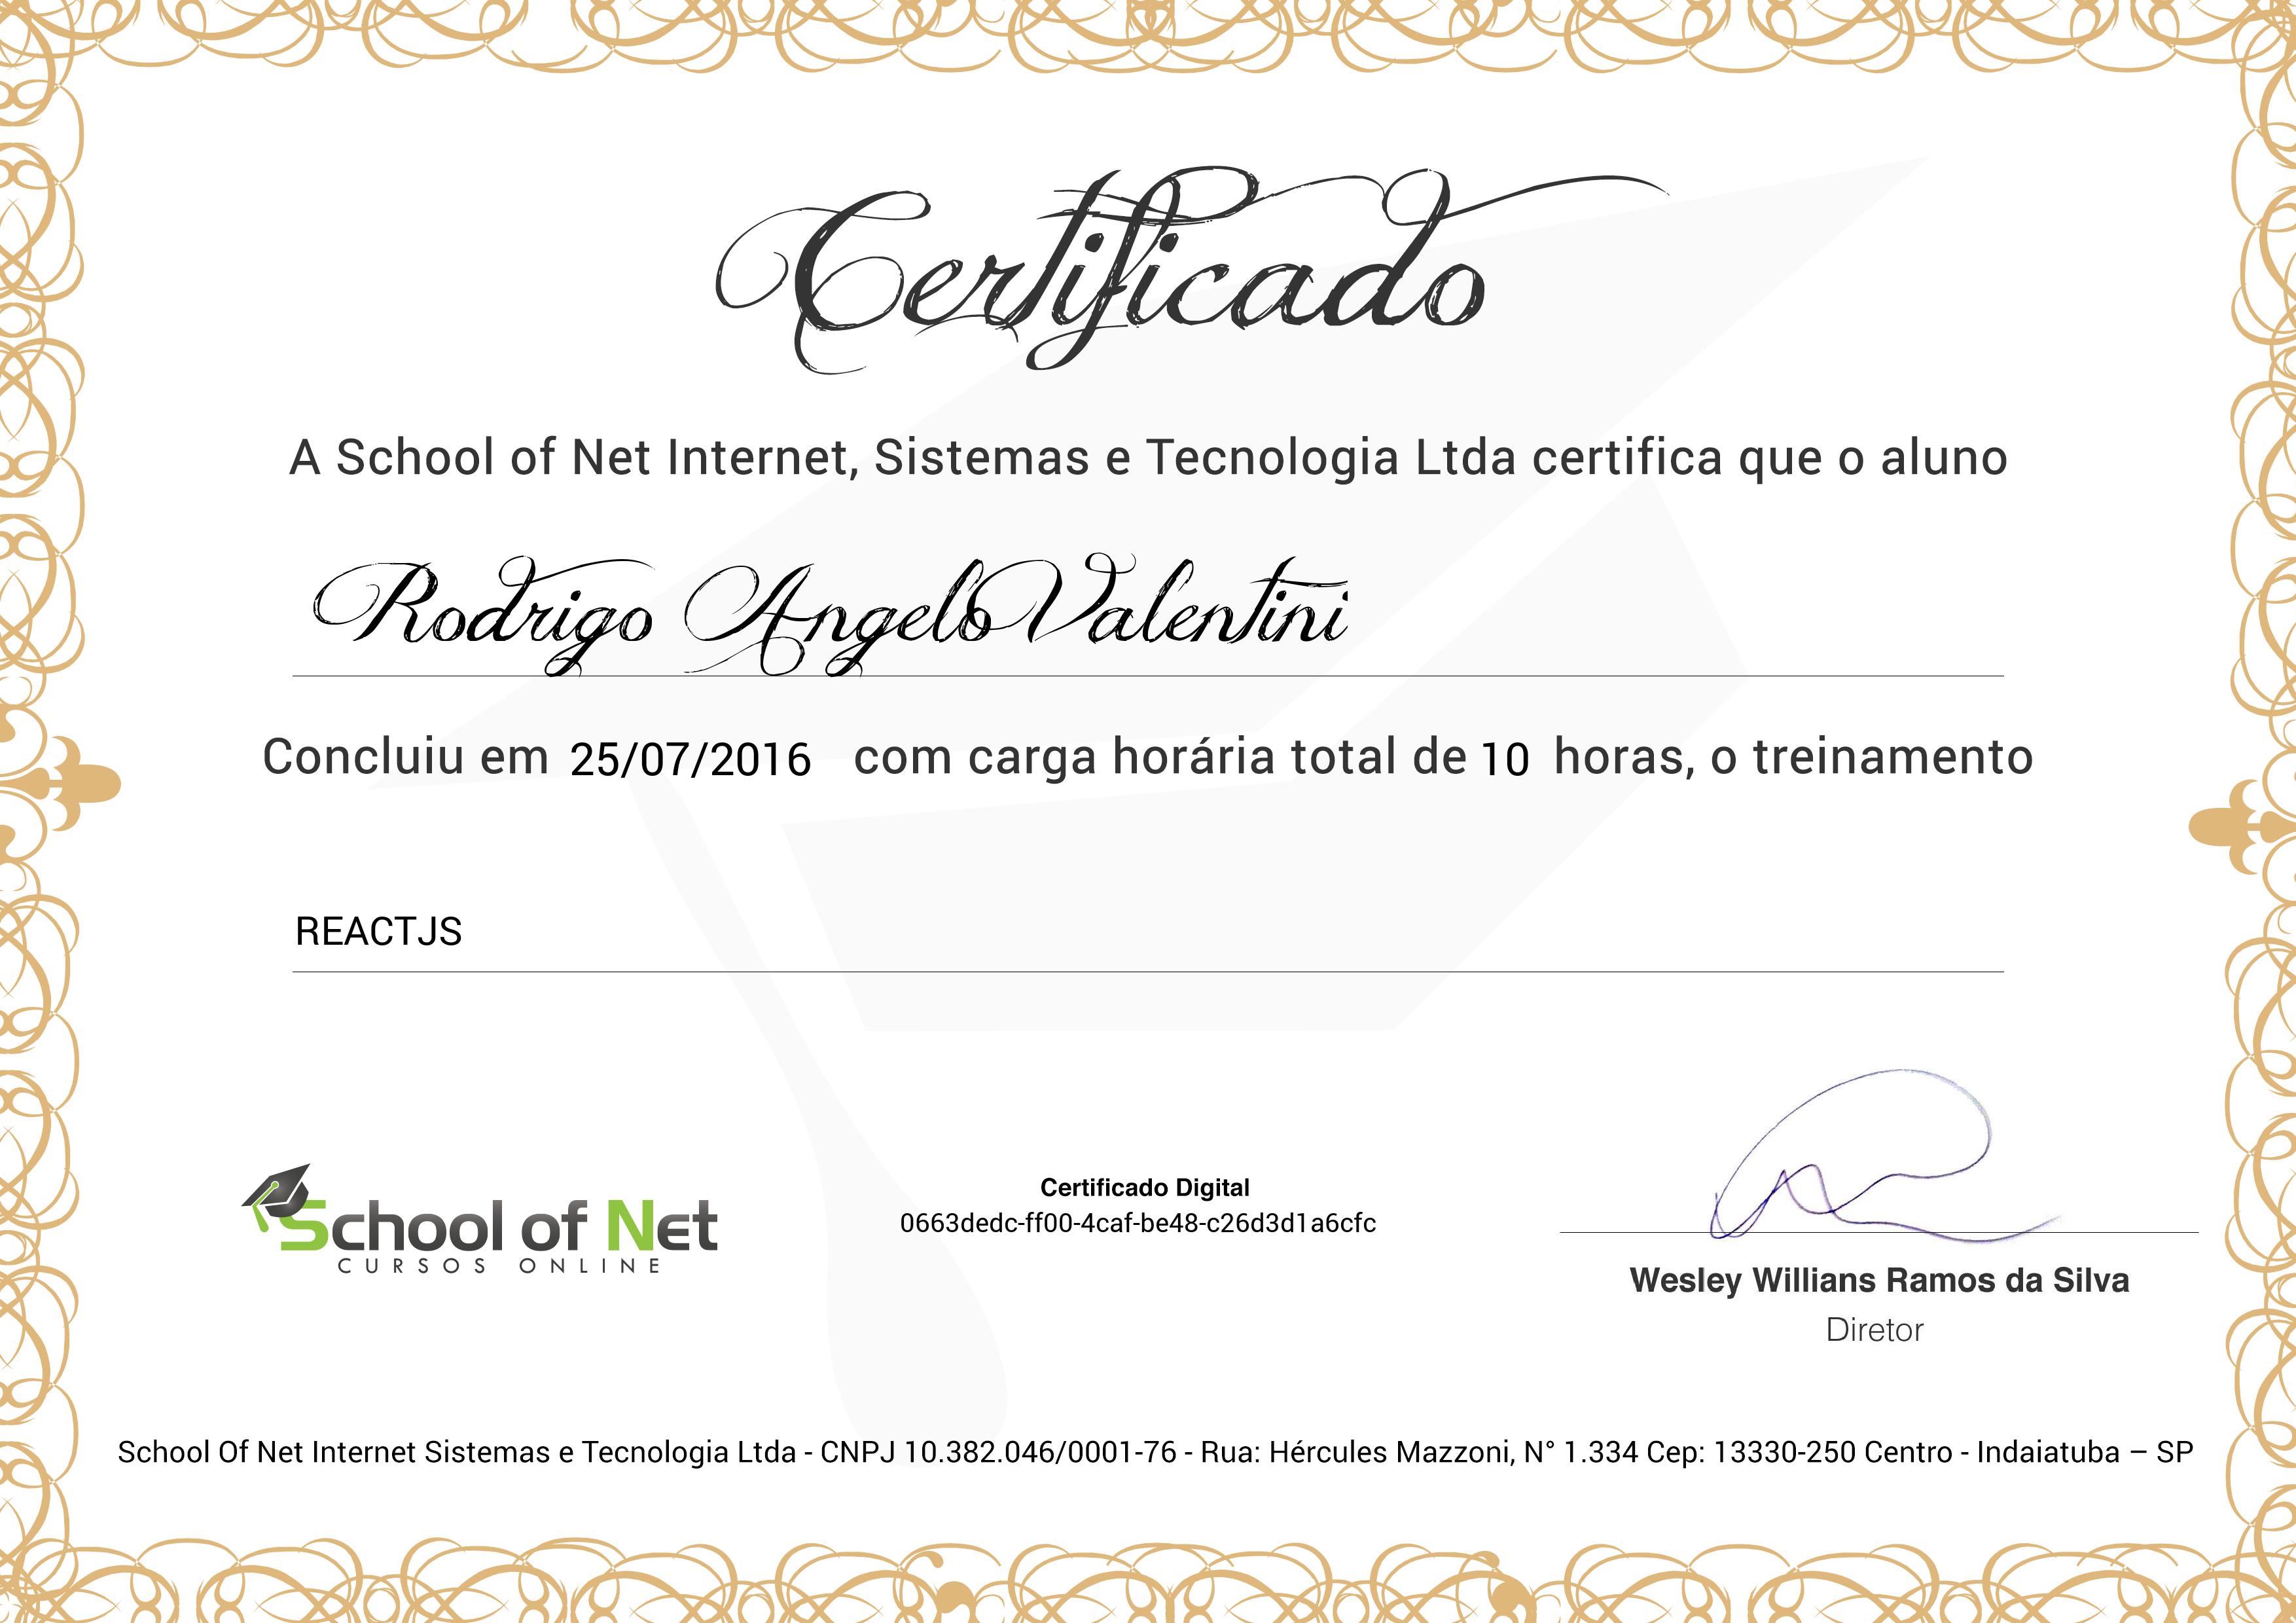 Certificado
A School of Net Internet, Sistemas e Tecnologia Ltda certifica que o aluno
Rodrigo Angelo Valentini
Concluiu em 25/07/2016 com carga horária total de 10 horas, o treinamento
REACTJS
School of Net
CURSOS ONLINE
Certificado Digital
0663dedc-ff00-4caf-be48-c26d3d1a6cfc
Wesley Willians Ramos da Silva
Diretor
School Of Net Internet Sistemas e Tecnologia Ltda - CNPJ 10.382.046/0001-76 - Rua: Hércules Mazzoni, N° 1.334 Cep: 13330-250 Centro - Indaiatuba – SP